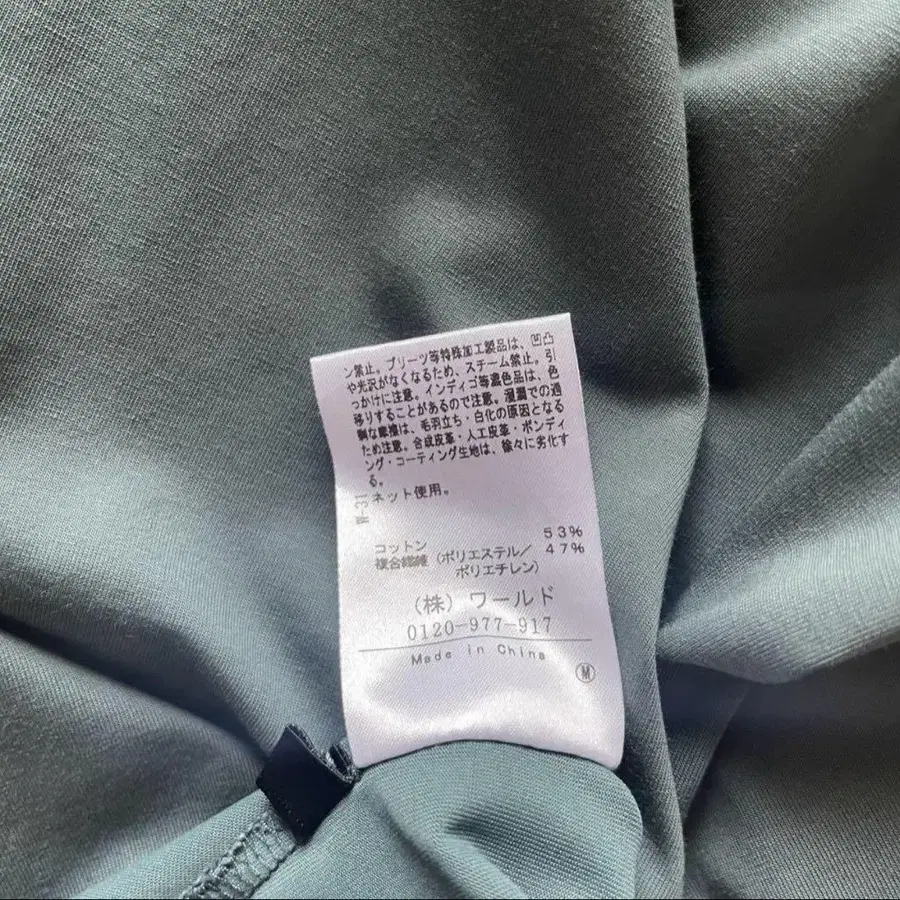 ン禁止。プリーツ等特殊加工製品は、凹凸
や光沢がなくなるため、スチーム禁止。引
っかけに注意。インディゴ等濃色品は、色
移りすることがあるので注意。湿潤での過
剰な摩擦は、毛羽立ち・白化の原因となる
ため注意。合成皮革・人工皮革・ボンディ
ング・コーティング生地は、徐々に劣化す
る。
ネット使用。
W-31
コットン 53%
複合繊維 (ポリエステル/ 47%
ポリエチレン)
(株) ワールド
0120-977-917
Made in China
M